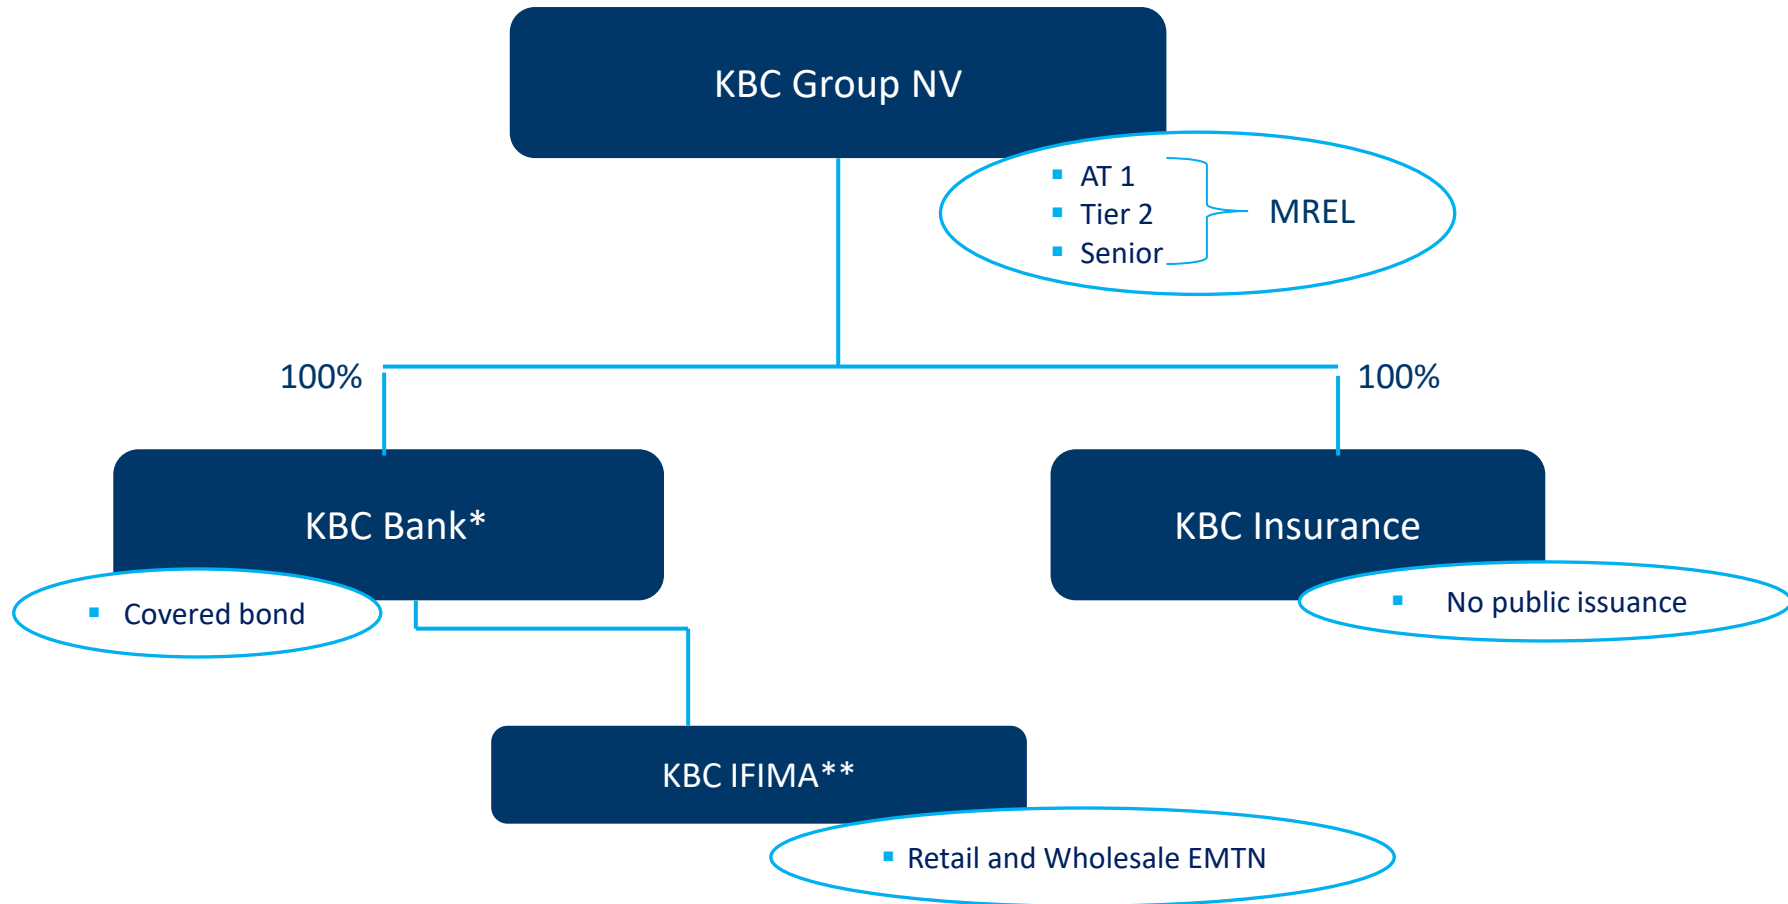 KBC Group NV
AT 1
Tier 2
Senior
MREL
100%
100%
KBC Bank*
KBC Insurance
Covered bond
No public issuance
KBC IFIMA**
Retail and Wholesale EMTN